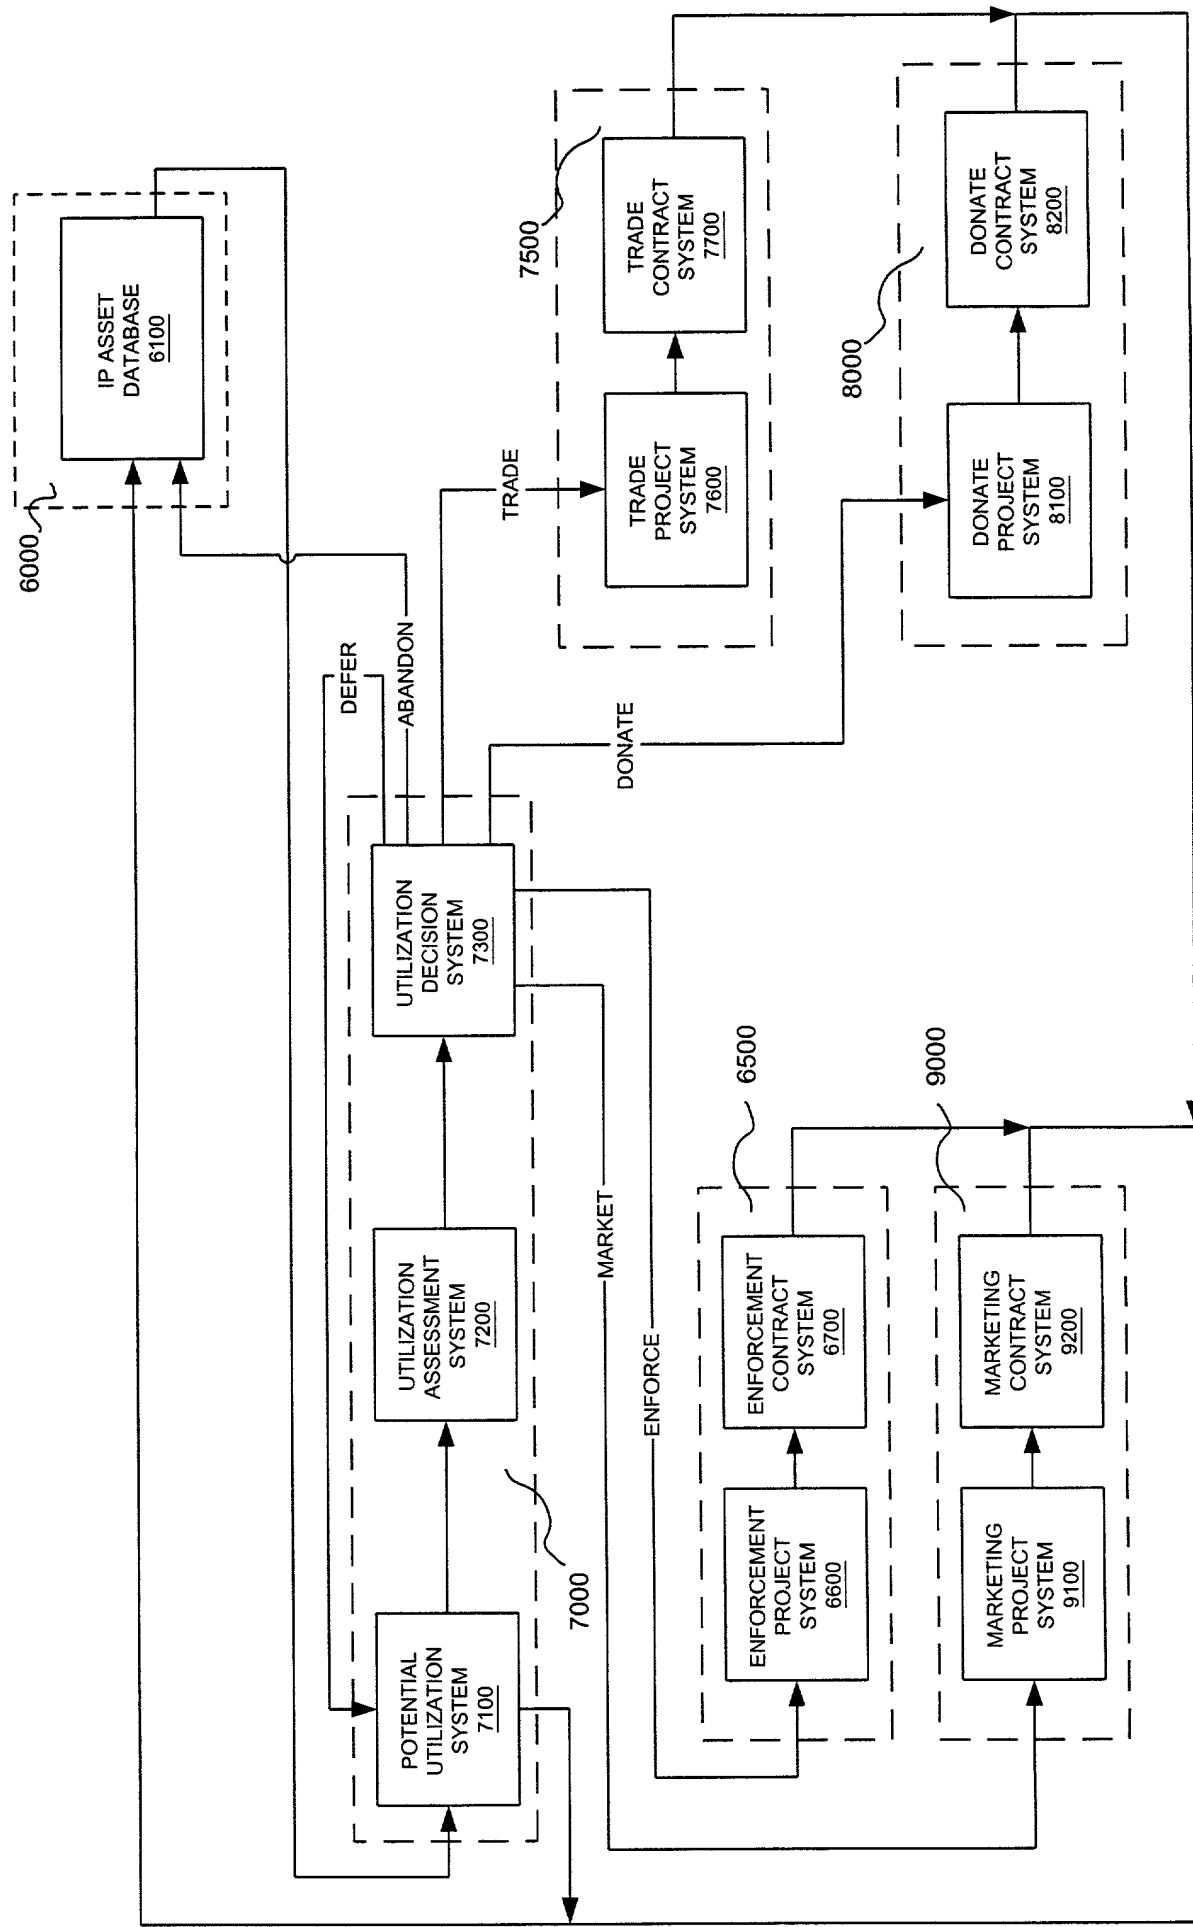 6000
IP ASSET
DATABASE
6100
DEFER
ABANDON
TRADE
DONATE
MARKET
ENFORCE
POTENTIAL
UTILIZATION
SYSTEM
7100
UTILIZATION
ASSESSMENT
SYSTEM
7200
UTILIZATION
DECISION
SYSTEM
7300
7000
7500
TRADE
PROJECT
SYSTEM
7600
TRADE
CONTRACT
SYSTEM
7700
8000
DONATE
PROJECT
SYSTEM
8100
DONATE
CONTRACT
SYSTEM
8200
6500
ENFORCEMENT
PROJECT
SYSTEM
6600
ENFORCEMENT
CONTRACT
SYSTEM
6700
9000
MARKETING
PROJECT
SYSTEM
9100
MARKETING
CONTRACT
SYSTEM
9200